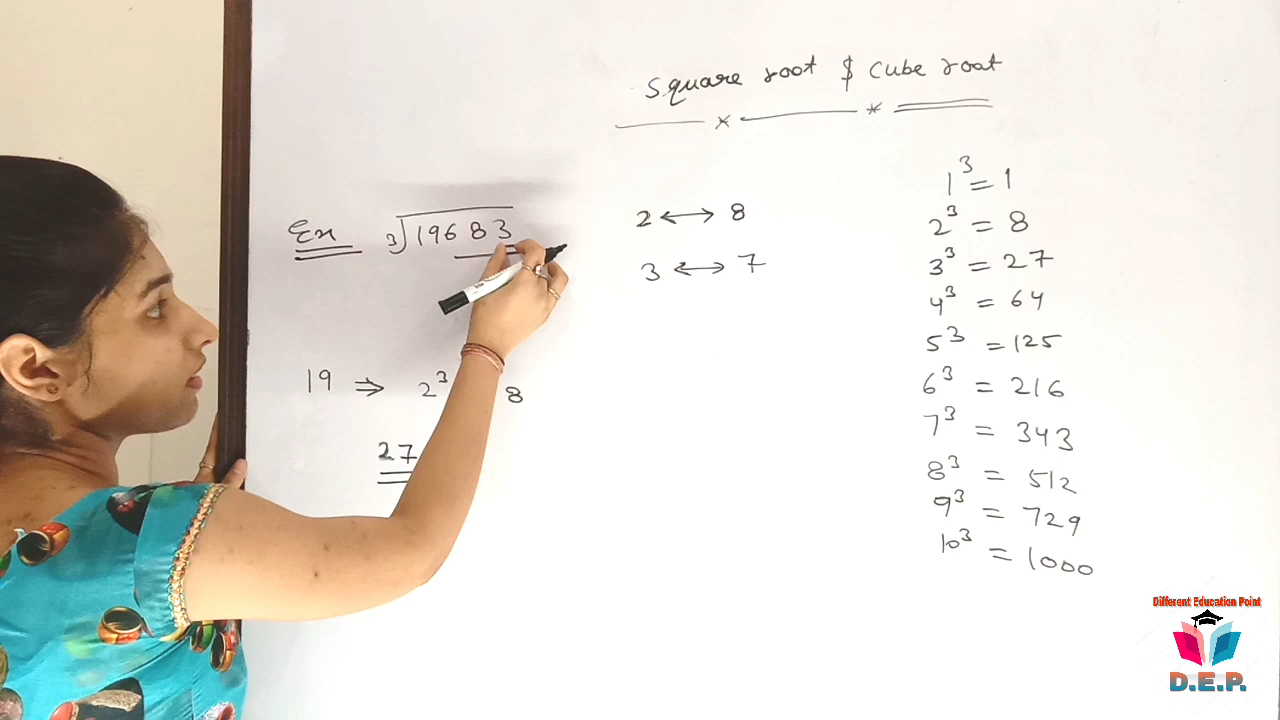 Square root & Cube root
Ex ∛19683
19 ⇒ 2³ 8
27
2 ⟷ 8
3 ⟷ 7
1³ = 1
2³ = 8
3³ = 27
4³ = 64
5³ = 125
6³ = 216
7³ = 343
8³ = 512
9³ = 729
10³ = 1000
Different Education Point
D.E.P.